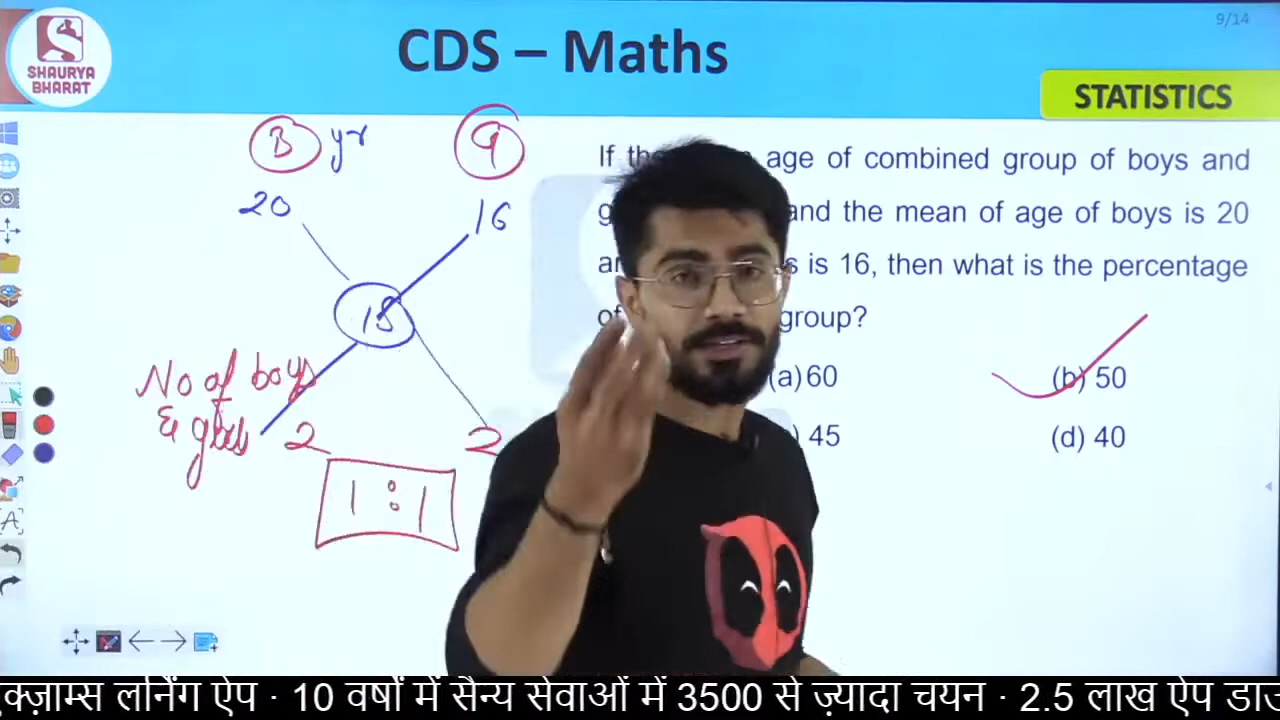 9/14
CDS – Maths
SHAURYA
BHARAT
STATISTICS
B yr G
20 16
18
No of boys
& girls 2 2
1 : 1
If the age of combined group of boys and
and the mean of age of boys is 20
is 16, then what is the percentage
group?
(a) 60 (b) 50
45 (d) 40
[A]
लर्निंग ऐप · 10 वर्षों में सैन्य सेवाओं में 3500 से ज़्यादा चयन · 2.5 लाख ऐप